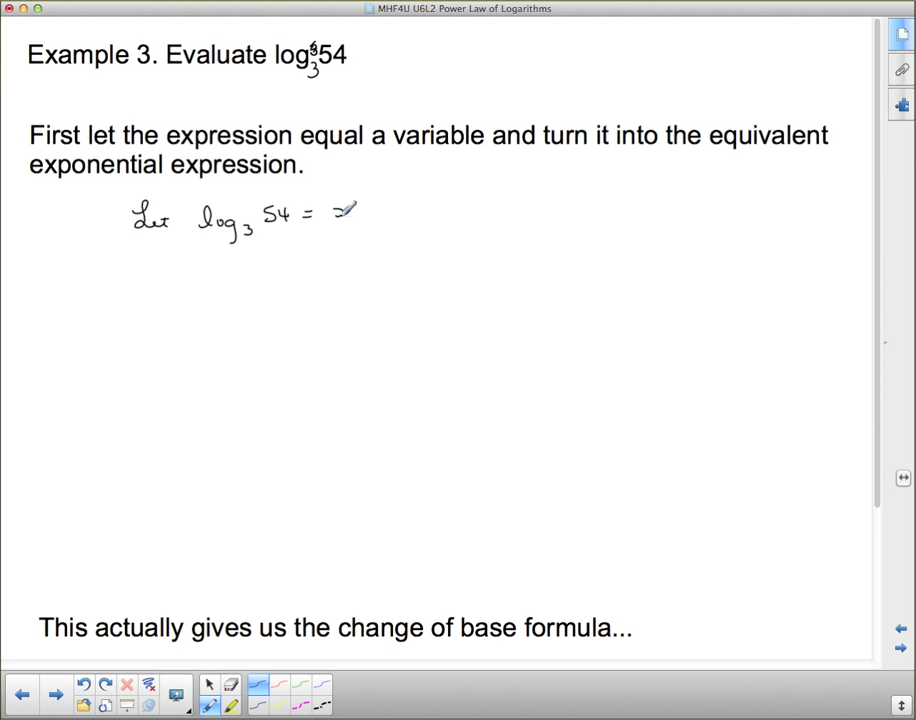 MHF4U U6L2 Power Law of Logarithms
Example 3. Evaluate log₃54
First let the expression equal a variable and turn it into the equivalent
exponential expression.
Let log₃ 54 =
This actually gives us the change of base formula...